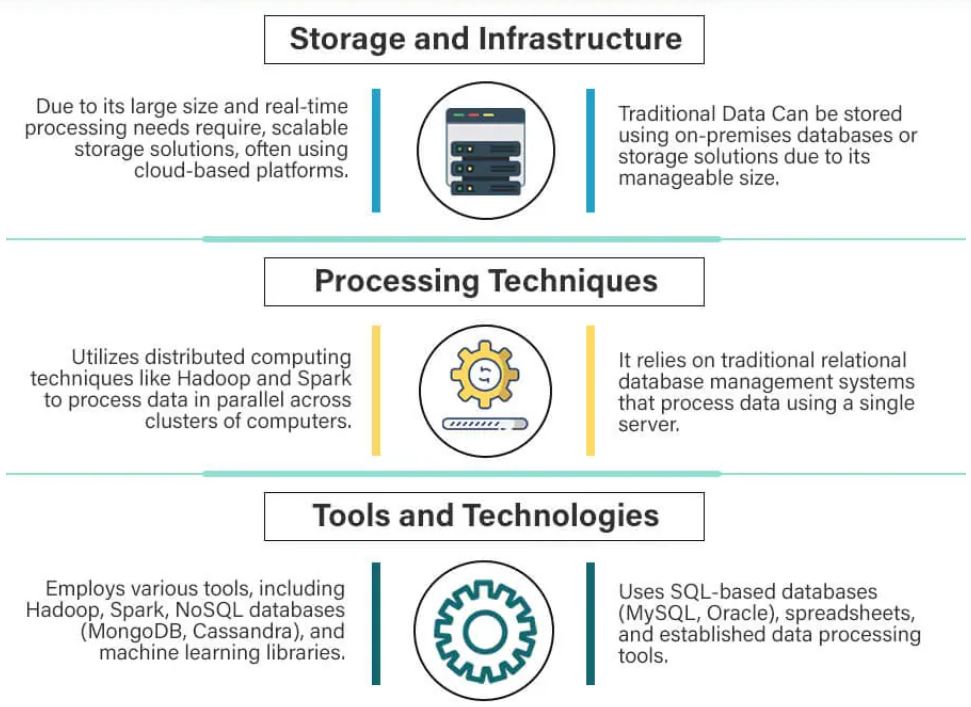 Storage and Infrastructure
Due to its large size and real-time
processing needs require, scalable
storage solutions, often using
cloud-based platforms.
Traditional Data Can be stored
using on-premises databases or
storage solutions due to its
manageable size.
Processing Techniques
Utilizes distributed computing
techniques like Hadoop and Spark
to process data in parallel across
clusters of computers.
It relies on traditional relational
database management systems
that process data using a single
server.
Tools and Technologies
Employs various tools, including
Hadoop, Spark, NoSQL databases
(MongoDB, Cassandra), and
machine learning libraries.
Uses SQL-based databases
(MySQL, Oracle), spreadsheets,
and established data processing
tools.